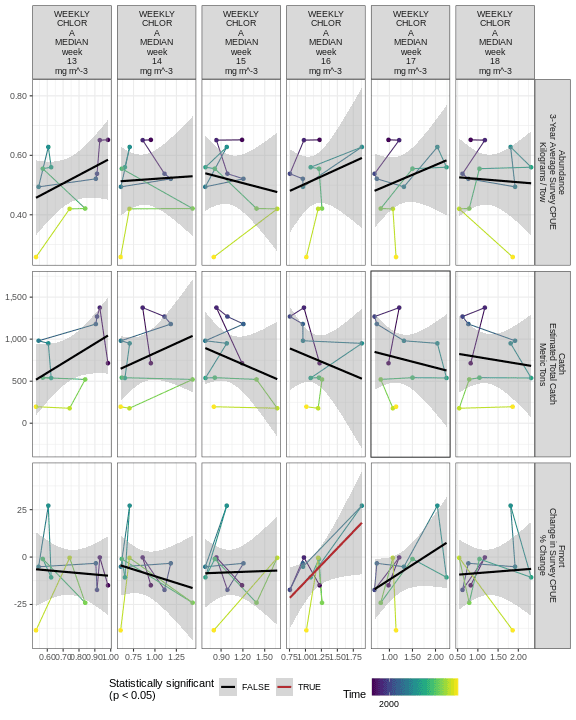 WEEKLY
CHLOR
A
MEDIAN
week
13
mg m^-3
WEEKLY
CHLOR
A
MEDIAN
week
14
mg m^-3
WEEKLY
CHLOR
A
MEDIAN
week
15
mg m^-3
WEEKLY
CHLOR
A
MEDIAN
week
16
mg m^-3
WEEKLY
CHLOR
A
MEDIAN
week
17
mg m^-3
WEEKLY
CHLOR
A
MEDIAN
week
18
mg m^-3
0.80
0.60
0.40
Abundance
3-Year Average Survey CPUE
Kilograms / Tow
1,500
1,000
500
0
Catch
Estimated Total Catch
Metric Tons
25
0
-25
Fmort
Change in Survey CPUE
% Change
0.60 0.70 0.80 0.90 1.00
0.75 1.00 1.25
0.90 1.20 1.50
0.75 1.00 1.25 1.50 1.75
1.00 1.50 2.00
0.50 1.00 1.50 2.00
Statistically significant
(p < 0.05)
FALSE
TRUE
Time
2000